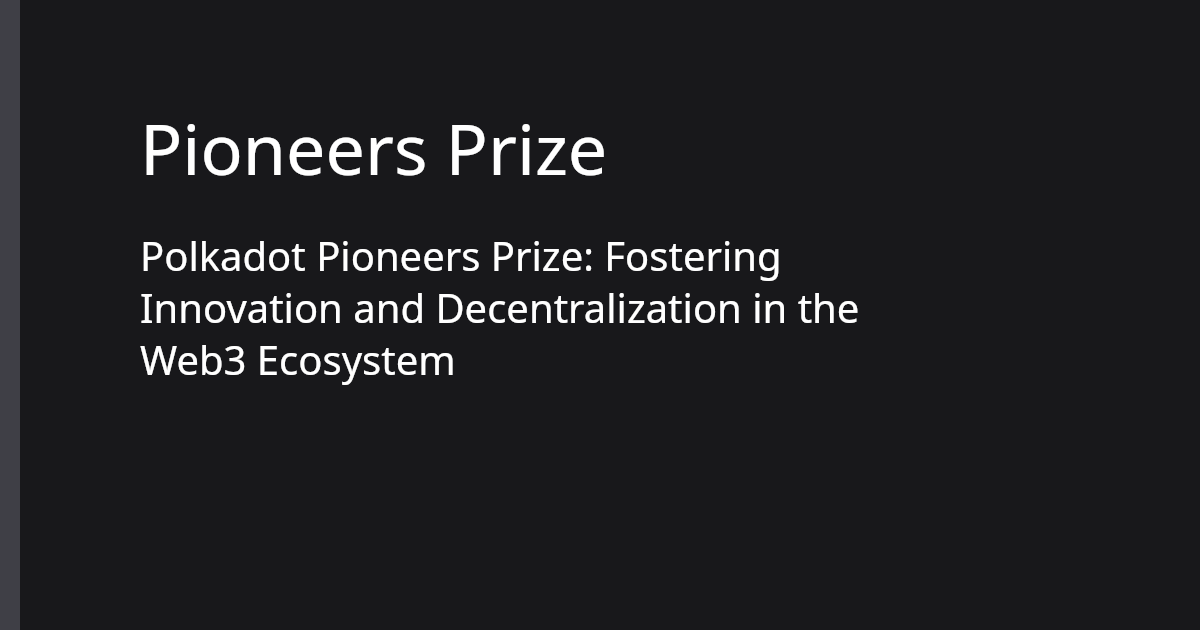 Pioneers Prize
Polkadot Pioneers Prize: Fostering
Innovation and Decentralization in the
Web3 Ecosystem